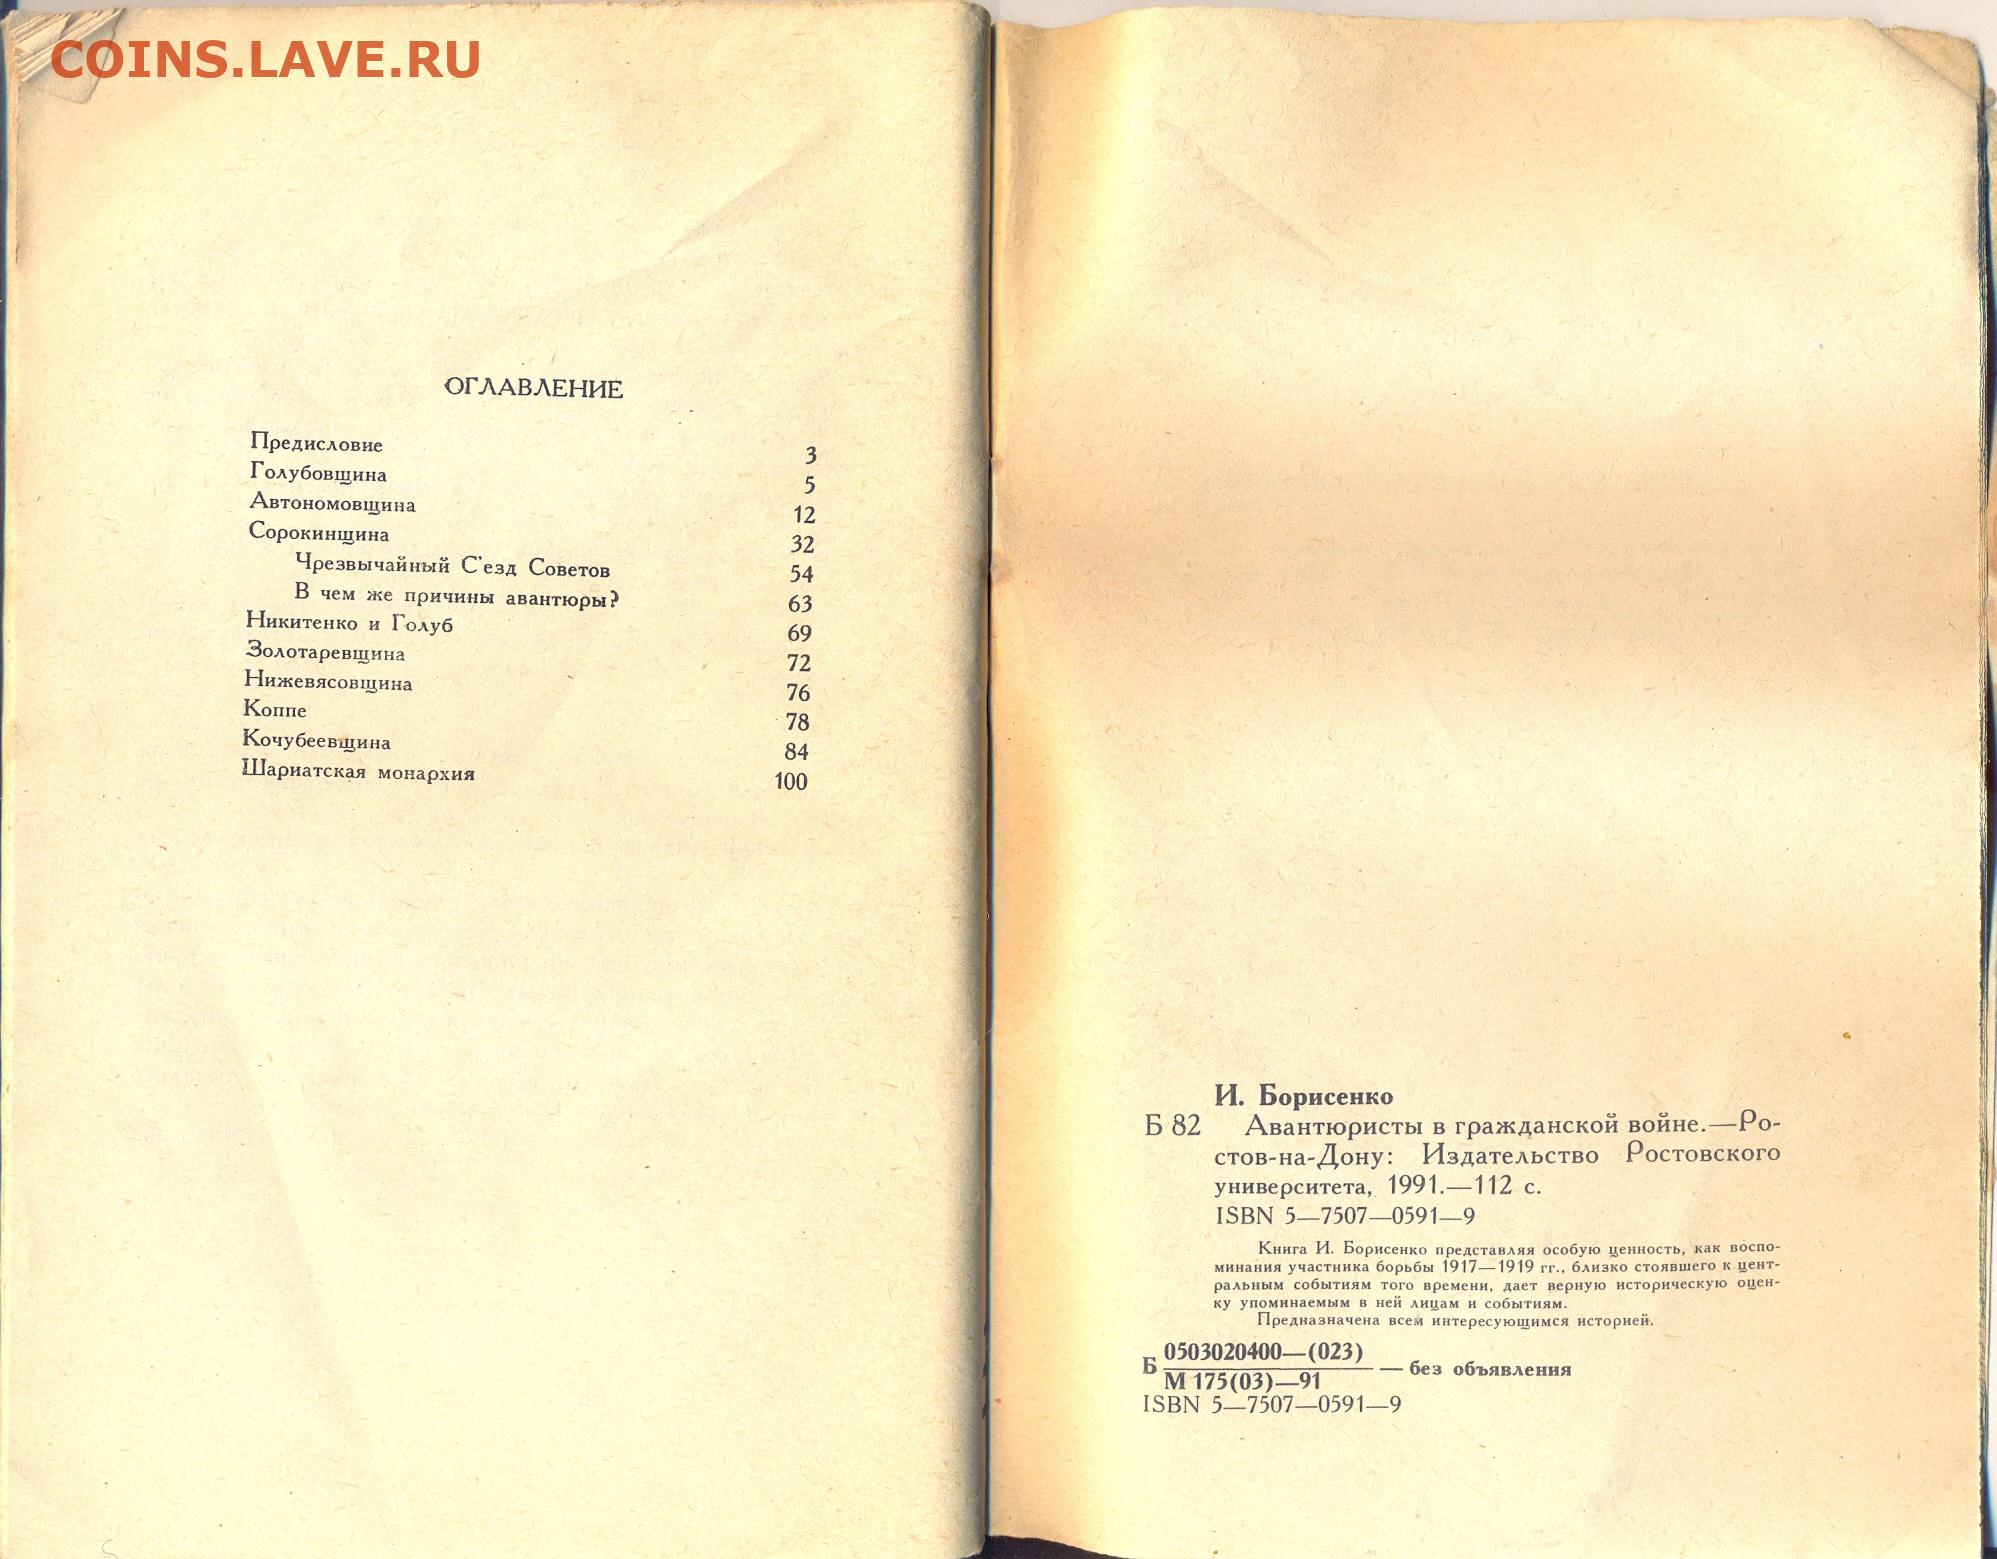 COINS.LAVE.RU
ОГЛАВЛЕНИЕ
Предисловие 3
Голубовщина 5
Автономовщина 12
Сорокинщина 32
Чрезвычайный С'езд Советов 54
В чем же причины авантюры? 63
Никитенко и Голуб 69
Золотаревщина 72
Нижевясовщина 76
Коппе 78
Кочубеевщина 84
Шариатская монархия 100
И. Борисенко
Б 82 Авантюристы в гражданской войне.—Ро-
стов-на-Дону: Издательство Ростовского
университета, 1991.—112 с.
ISBN 5—7507—0591—9
Книга И. Борисенко представляя особую ценность, как воспо-
минания участника борьбы 1917—1919 гг., близко стоявшего к цент-
ральным событиям того времени, дает верную историческую оцен-
ку упоминаемым в ней лицам и событиям.
Предназначена всем интересующимся историей.
0503020400—(023)
Б — без объявления
М 175(03)—91
ISBN 5—7507—0591—9